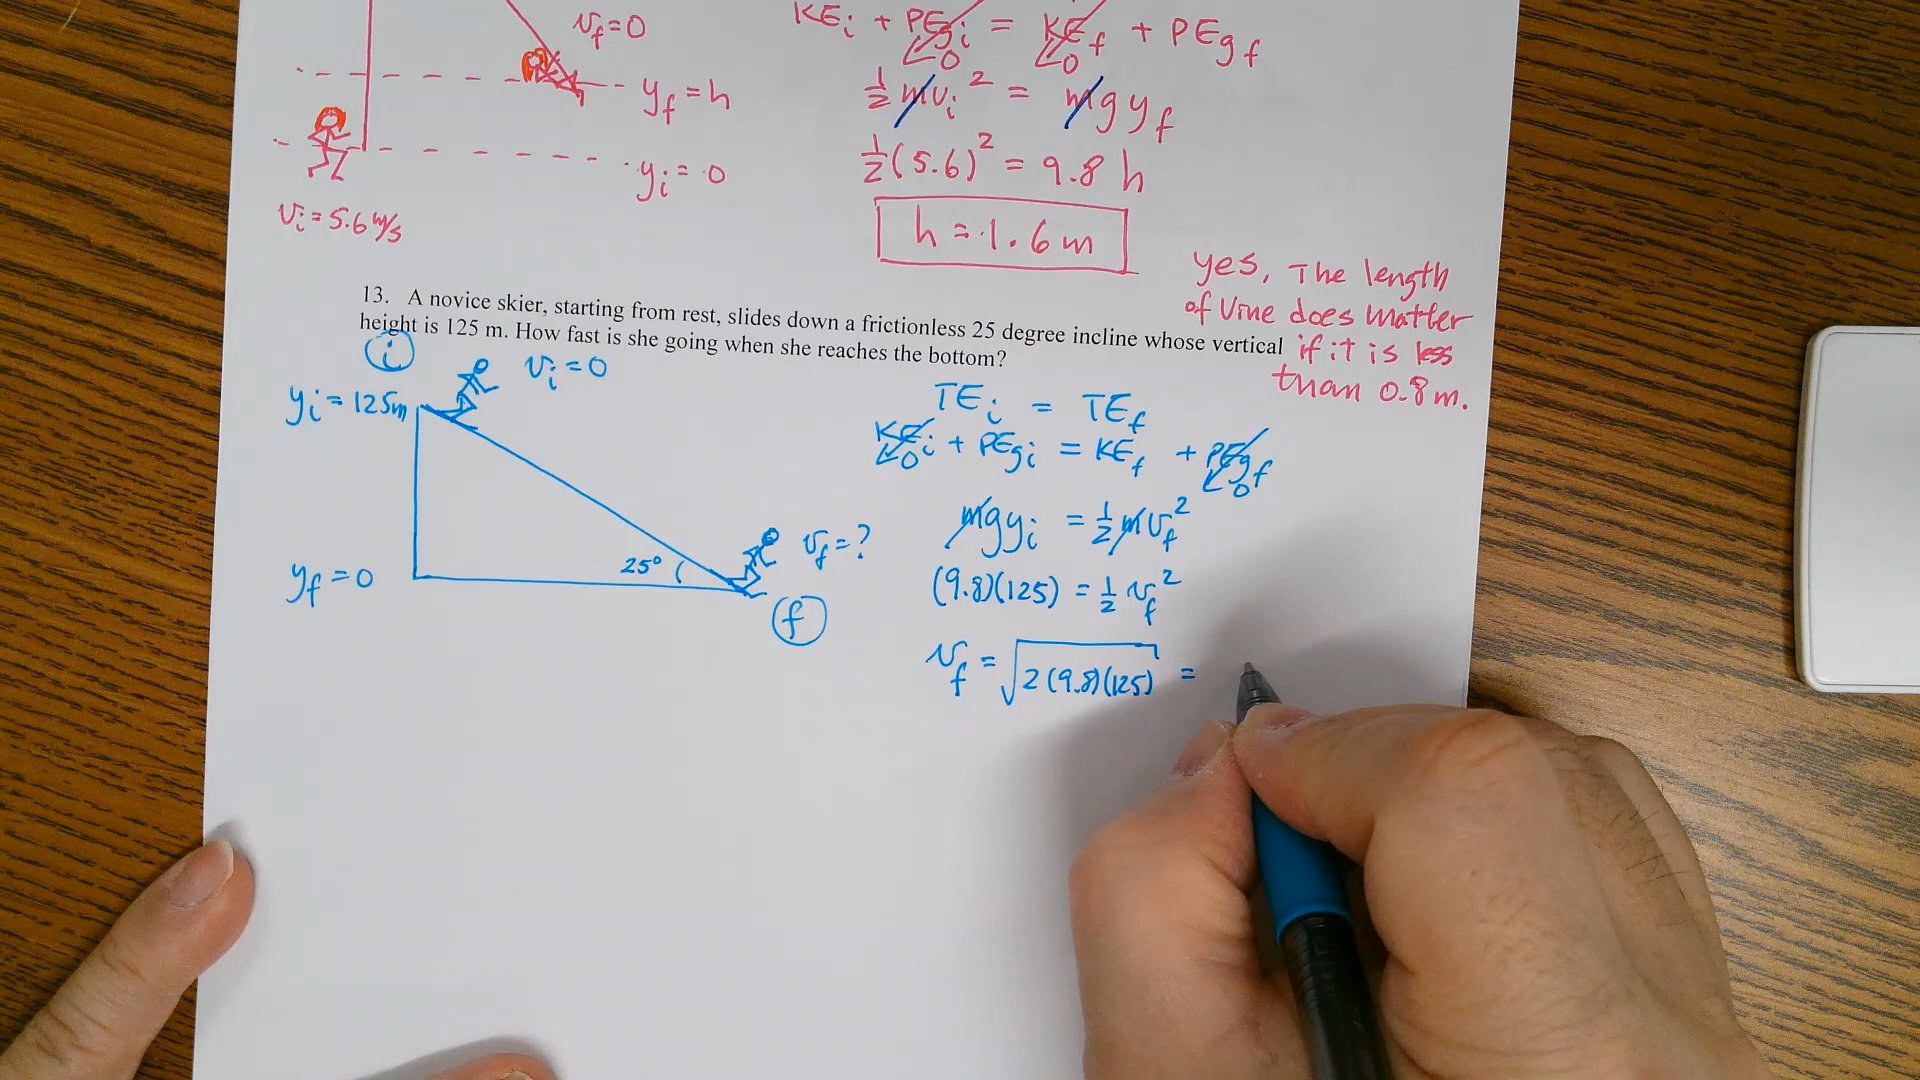 v_f = 0
y_f = h
y_i = 0
v_i = 5.6 m/s
KE_i + PE_gi = KE_f + PE_gf
0 0
½ m v_i² = m g y_f
½ (5.6)² = 9.8 h
h = 1.6 m
yes, The length
of Vine does matter
if it is less
than 0.8 m.
13. A novice skier, starting from rest, slides down a frictionless 25 degree incline whose vertical
height is 125 m. How fast is she going when she reaches the bottom?
i
v_i = 0
y_i = 125m
25°
v_f = ?
y_f = 0
f
TE_i = TE_f
KE_i + PE_gi = KE_f + PE_gf
0 0
m g y_i = ½ m v_f²
(9.8)(125) = ½ v_f²
v_f = √2(9.8)(125) =